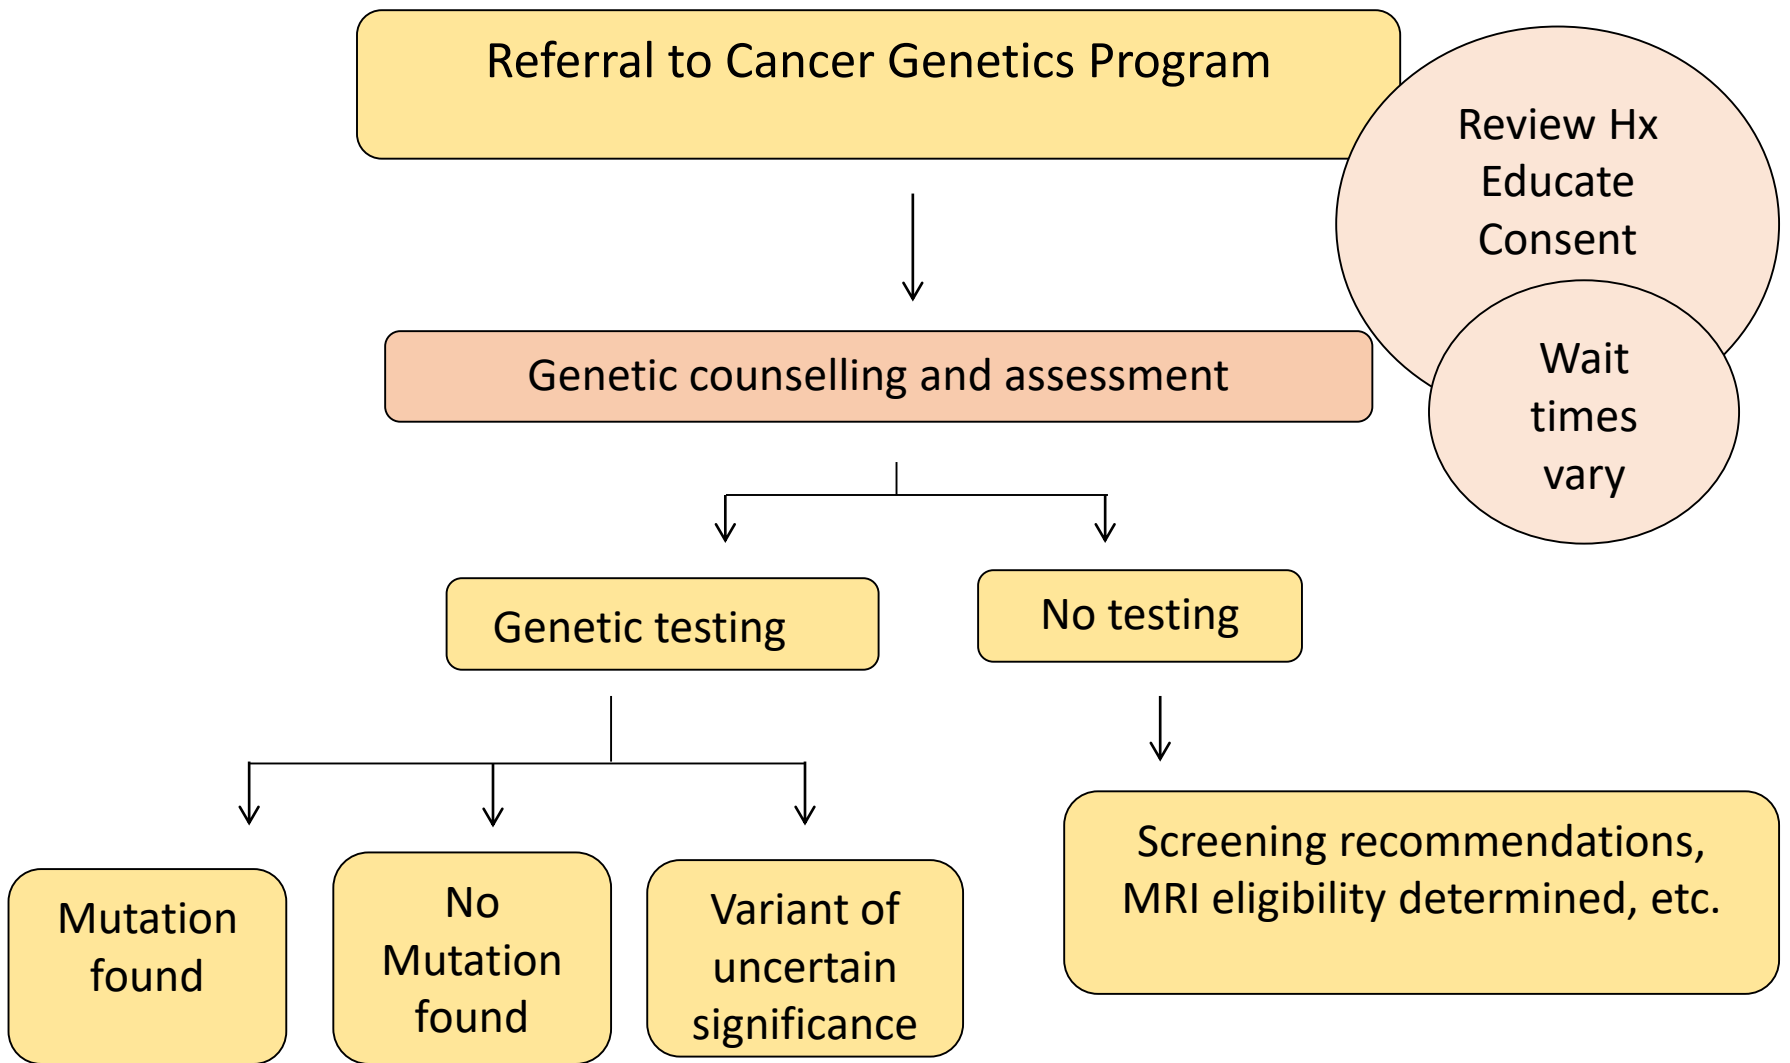 Referral to Cancer Genetics Program
Review Hx
Educate
Consent
Wait
times
vary
Genetic counselling and assessment
Genetic testing
No testing
Mutation
found
No
Mutation
found
Variant of
uncertain
significance
Screening recommendations,
MRI eligibility determined, etc.